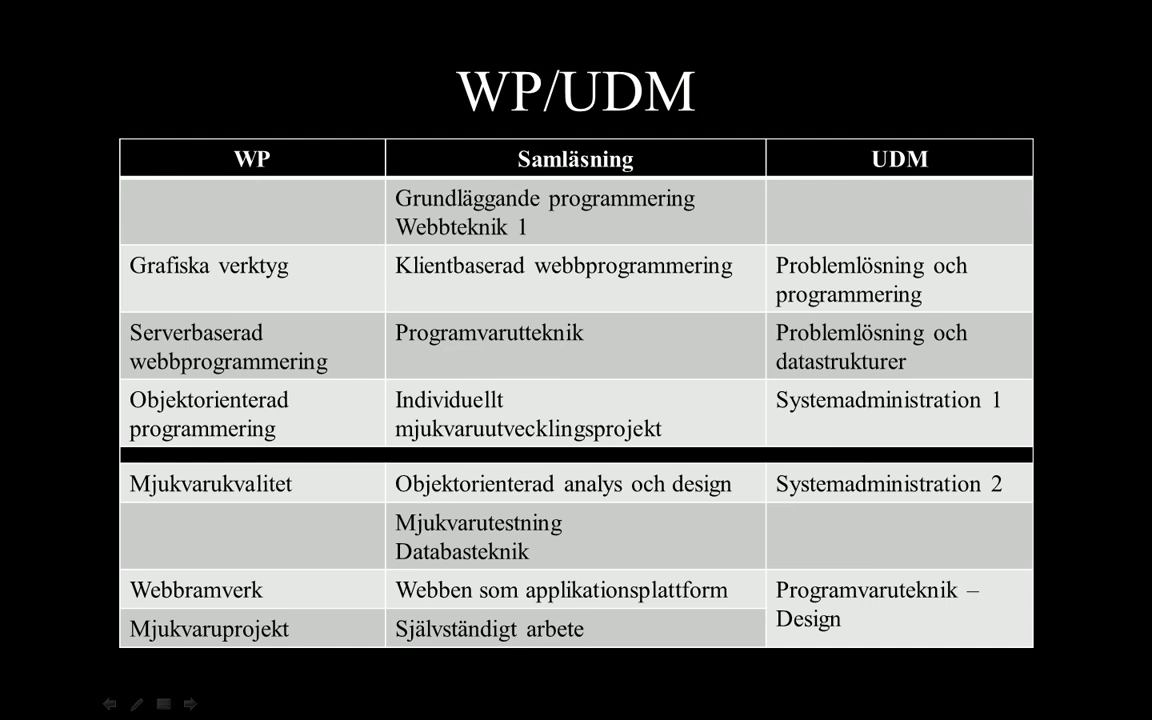 WP/UDM
WP Samläsning UDM
Grundläggande programmering
Webbteknik 1
Grafiska verktyg Klientbaserad webbprogrammering Problemlösning och
programmering
Serverbaserad Programvarutteknik Problemlösning och
webbprogrammering datastrukturer
Objektorienterad Individuellt Systemadministration 1
programmering mjukvaruutvecklingsprojekt
Mjukvarukvalitet Objektorienterad analys och design Systemadministration 2
Mjukvarutestning
Databasteknik
Webbramverk Webben som applikationsplattform Programvaruteknik –
Design
Mjukvaruprojekt Självständigt arbete